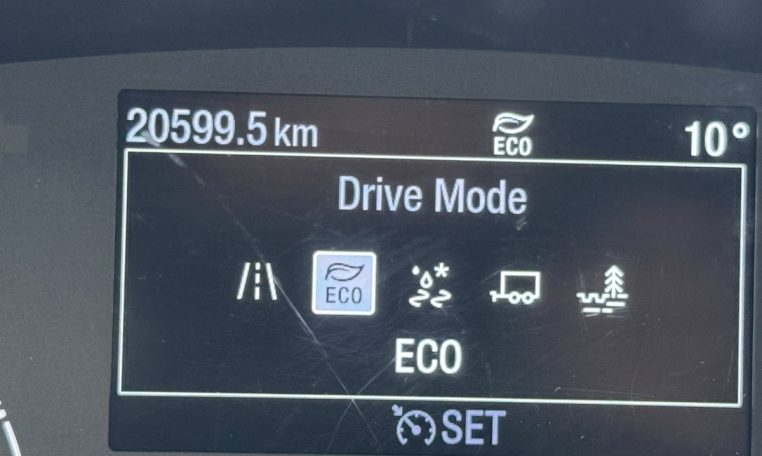 20599.5 km ECO 10°
Drive Mode
ECO
ECO
SET